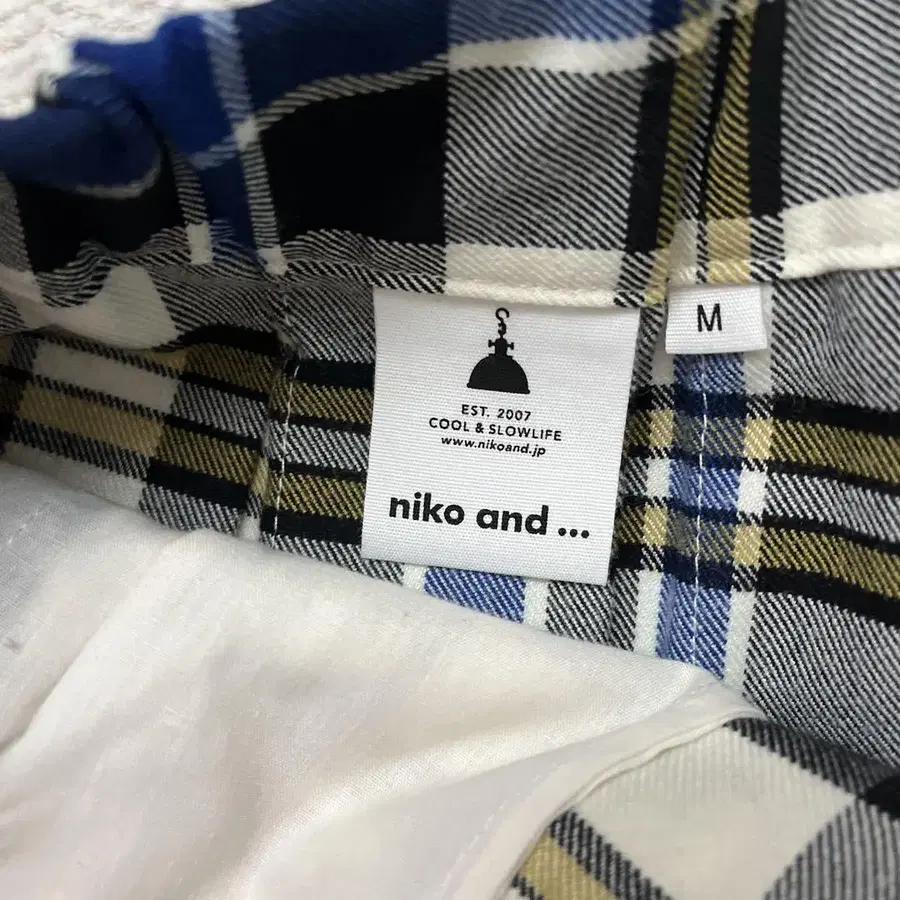 EST. 2007
COOL & SLOWLIFE
www.nikoand.jp
niko and ...
M